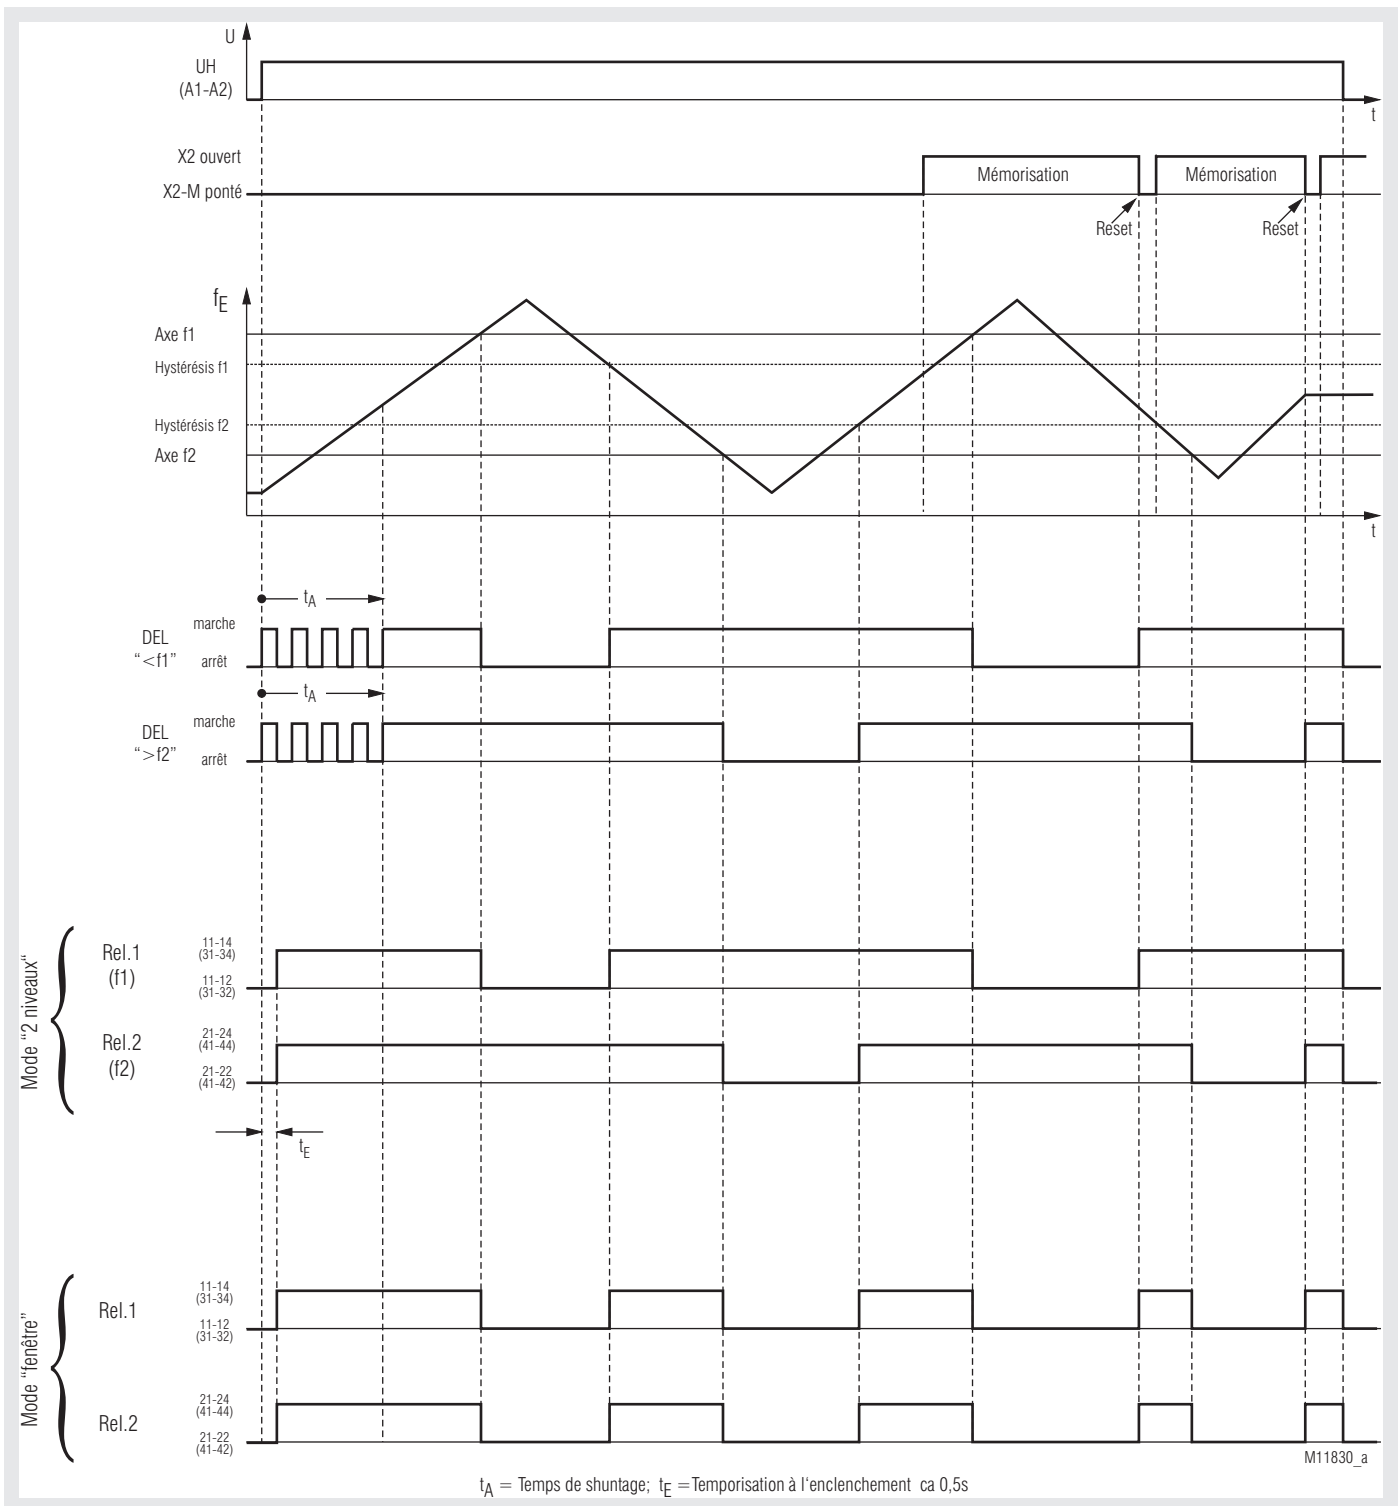 U
UH
(A1-A2)
t
X2 ouvert
X2-M ponté
Mémorisation
Mémorisation
Reset
Reset
fE
Axe f1
Hystérésis f1
Hystérésis f2
Axe f2
t
tA
DEL
“<f1”
marche
arrêt
tA
DEL
“>f2”
marche
arrêt
Mode “2 niveaux“
Rel.1
(f1)
11-14
(31-34)
11-12
(31-32)
Rel.2
(f2)
21-24
(41-44)
21-22
(41-42)
tE
Mode “fenêtre”
Rel.1
11-14
(31-34)
11-12
(31-32)
Rel.2
21-24
(41-44)
21-22
(41-42)
M11830_a
tA = Temps de shuntage; tE =Temporisation à l‘enclenchement ca 0,5s